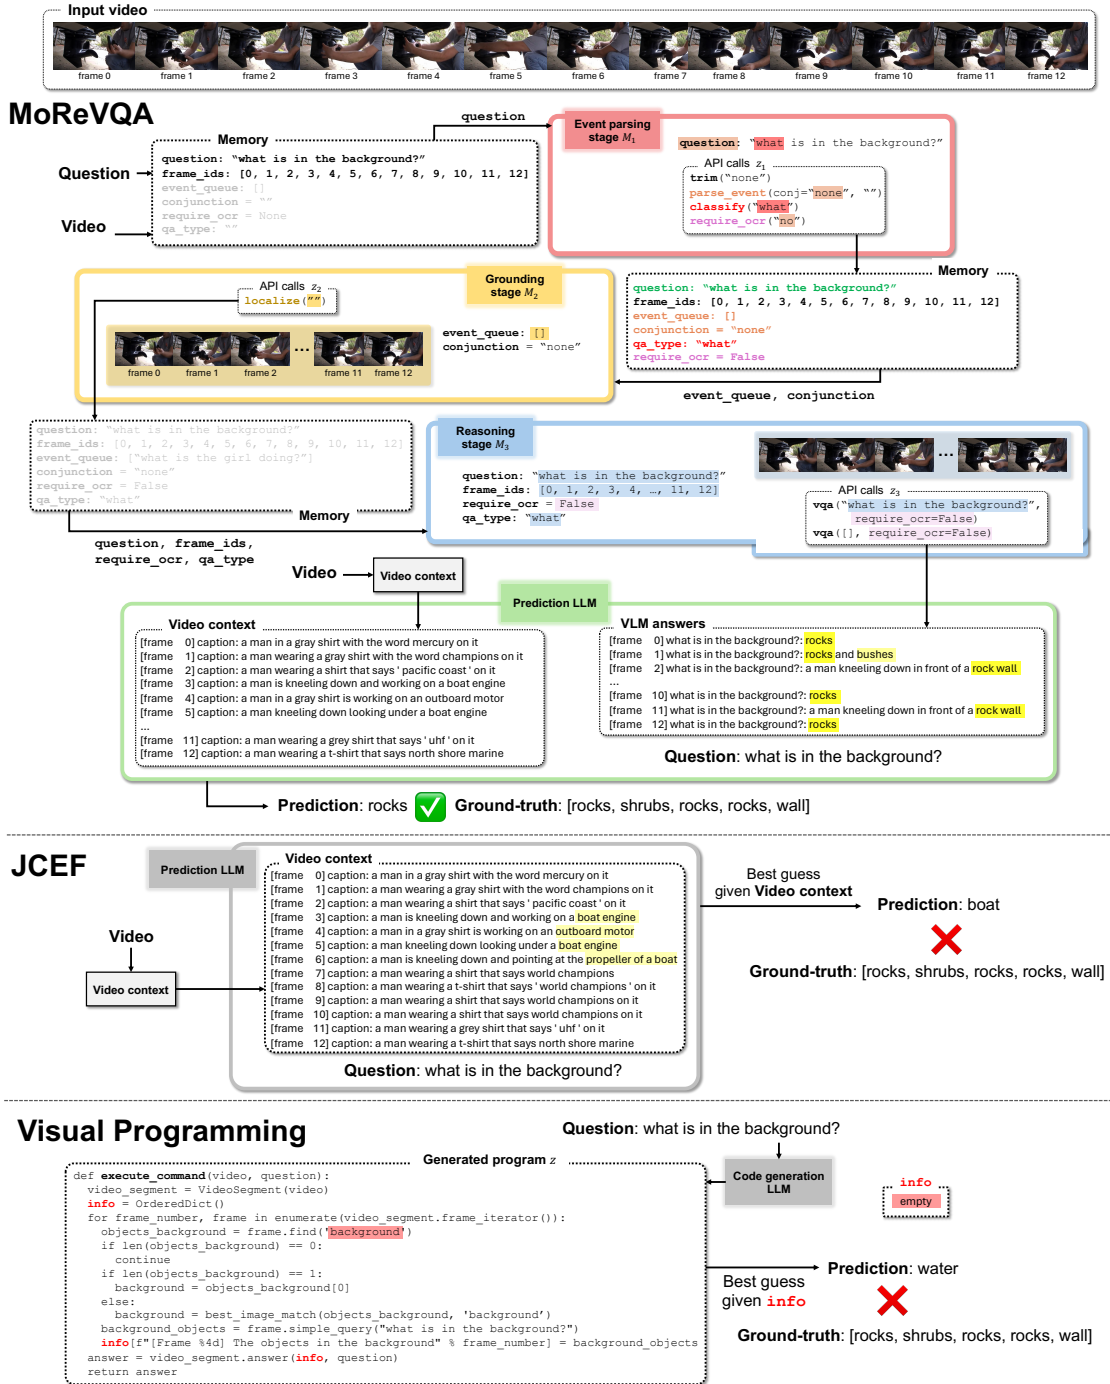 Input video
frame 0 frame 1 frame 2 frame 3 frame 4 frame 5 frame 6 frame 7 frame 8 frame 9 frame 10 frame 11 frame 12
MoReVQA
question
Event parsing
stage M1
question: “what is in the background?”
API calls z1
trim(“none”)
parse_event(conj=“none”, “”)
classify(“what”)
require_ocr(“no”)
Memory
question: “what is in the background?”
frame_ids: [0, 1, 2, 3, 4, 5, 6, 7, 8, 9, 10, 11, 12]
event_queue: []
conjunction = “”
require_ocr = None
qa_type: “”
Question
Video
Grounding
stage M2
API calls z2
localize(“”)
frame 0 frame 1 frame 2 ... frame 11 frame 12
event_queue: []
conjunction = “none”
Memory
question: “what is in the background?”
frame_ids: [0, 1, 2, 3, 4, 5, 6, 7, 8, 9, 10, 11, 12]
event_queue: []
conjunction = “none”
qa_type: “what”
require_ocr = False
event_queue, conjunction
question: “what is in the background?”
frame_ids: [0, 1, 2, 3, 4, 5, 6, 7, 8, 9, 10, 11, 12]
event_queue: [“what is the girl doing?”]
conjunction = “none”
require_ocr = False
qa_type: “what”
Memory
question, frame_ids,
require_ocr, qa_type
Reasoning
stage M3
question: “what is in the background?”
frame_ids: [0, 1, 2, 3, 4, …, 11, 12]
require_ocr = False
qa_type: “what”
...
API calls z3
vqa(“what is in the background?”,
require_ocr=False)
vqa([], require_ocr=False)
Video
Video context
Prediction LLM
Video context
[frame 0] caption: a man in a gray shirt with the word mercury on it
[frame 1] caption: a man wearing a gray shirt with the word champions on it
[frame 2] caption: a man wearing a shirt that says ' pacific coast ' on it
[frame 3] caption: a man is kneeling down and working on a boat engine
[frame 4] caption: a man in a gray shirt is working on an outboard motor
[frame 5] caption: a man kneeling down looking under a boat engine
...
[frame 11] caption: a man wearing a grey shirt that says ' uhf ' on it
[frame 12] caption: a man wearing a t-shirt that says north shore marine
VLM answers
[frame 0] what is in the background?: rocks
[frame 1] what is in the background?: rocks and bushes
[frame 2] what is in the background?: a man kneeling down in front of a rock wall
...
[frame 10] what is in the background?: rocks
[frame 11] what is in the background?: a man kneeling down in front of a rock wall
[frame 12] what is in the background?: rocks
Question: what is in the background?
Prediction: rocks Ground-truth: [rocks, shrubs, rocks, rocks, wall]
JCEF
Prediction LLM
Video
Video context
Video context
[frame 0] caption: a man in a gray shirt with the word mercury on it
[frame 1] caption: a man wearing a gray shirt with the word champions on it
[frame 2] caption: a man wearing a shirt that says ' pacific coast ' on it
[frame 3] caption: a man is kneeling down and working on a boat engine
[frame 4] caption: a man in a gray shirt is working on an outboard motor
[frame 5] caption: a man kneeling down looking under a boat engine
[frame 6] caption: a man is kneeling down and pointing at the propeller of a boat
[frame 7] caption: a man wearing a shirt that says world champions
[frame 8] caption: a man wearing a t-shirt that says ' world champions ' on it
[frame 9] caption: a man wearing a shirt that says world champions on it
[frame 10] caption: a man wearing a shirt that says world champions on it
[frame 11] caption: a man wearing a grey shirt that says ' uhf ' on it
[frame 12] caption: a man wearing a t-shirt that says north shore marine
Question: what is in the background?
Best guess
given Video context
Prediction: boat
Ground-truth: [rocks, shrubs, rocks, rocks, wall]
Visual Programming
Question: what is in the background?
Code generation
LLM
Generated program z
def execute_command(video, question):
video_segment = VideoSegment(video)
info = OrderedDict()
for frame_number, frame in enumerate(video_segment.frame_iterator()):
objects_background = frame.find('background')
if len(objects_background) == 0:
continue
if len(objects_background) == 1:
background = objects_background[0]
else:
background = best_image_match(objects_background, 'background’)
background_objects = frame.simple_query("what is in the background?")
info[f"[Frame %4d] The objects in the background" % frame_number] = background_objects
answer = video_segment.answer(info, question)
return answer
info
empty
Best guess
given info
Prediction: water
Ground-truth: [rocks, shrubs, rocks, rocks, wall]